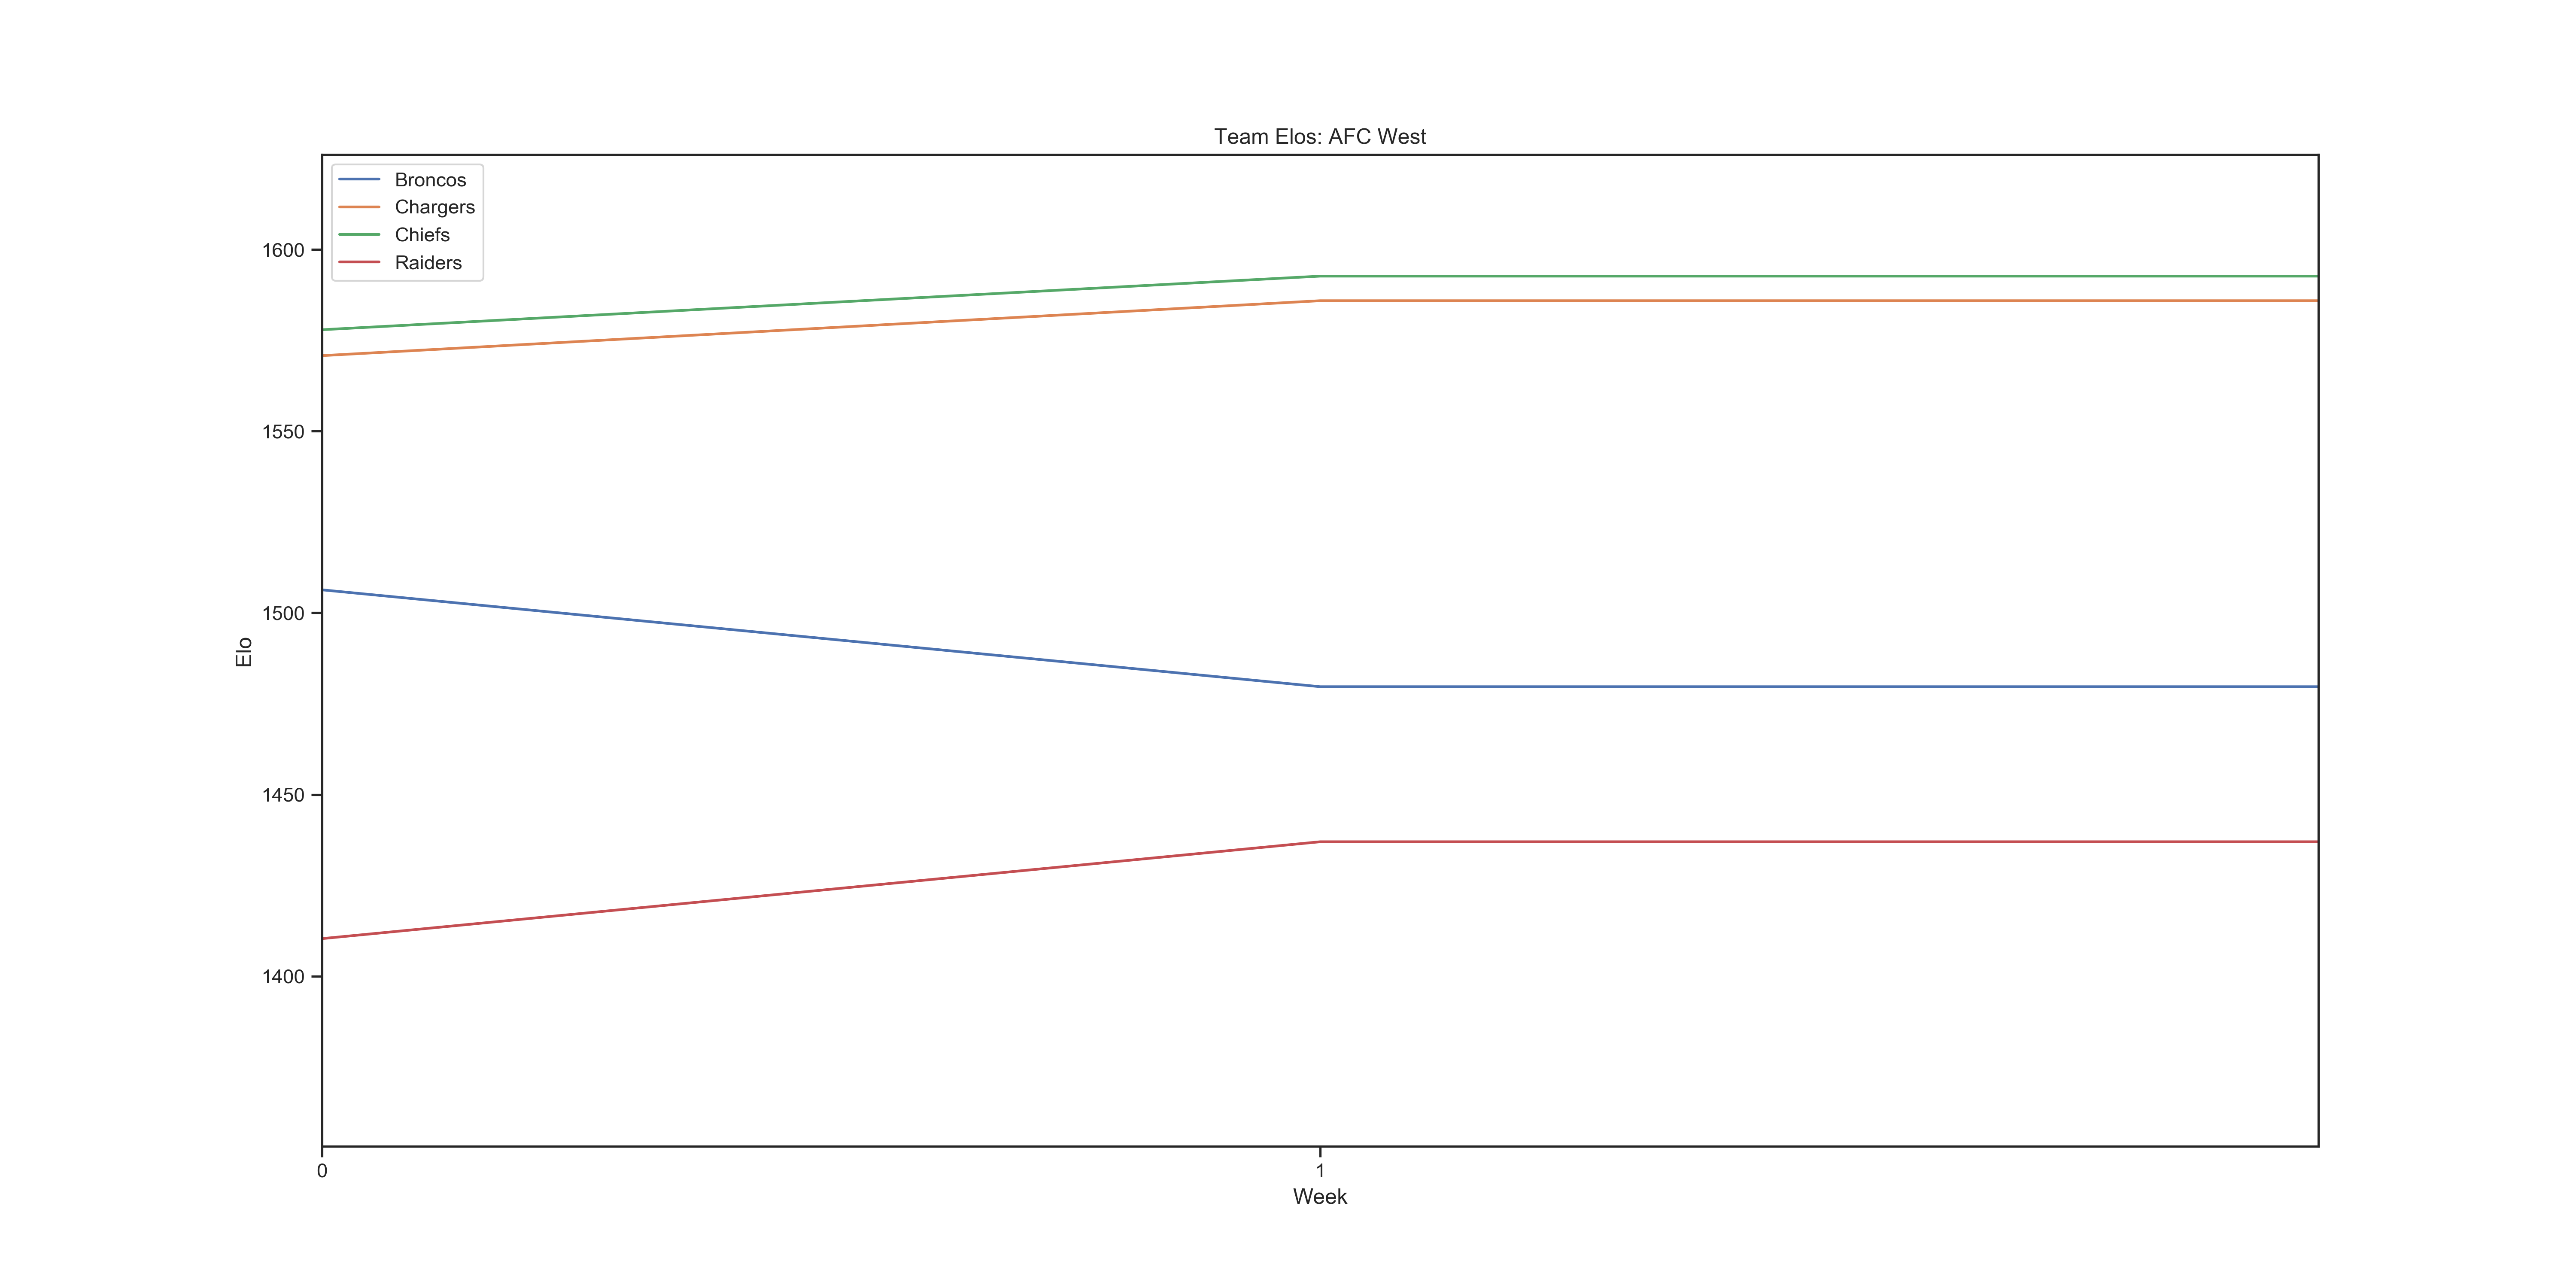 Team Elos: AFC West
Broncos
Chargers
Chiefs
Raiders
1600
1550
1500
1450
1400
Elo
0
1
Week